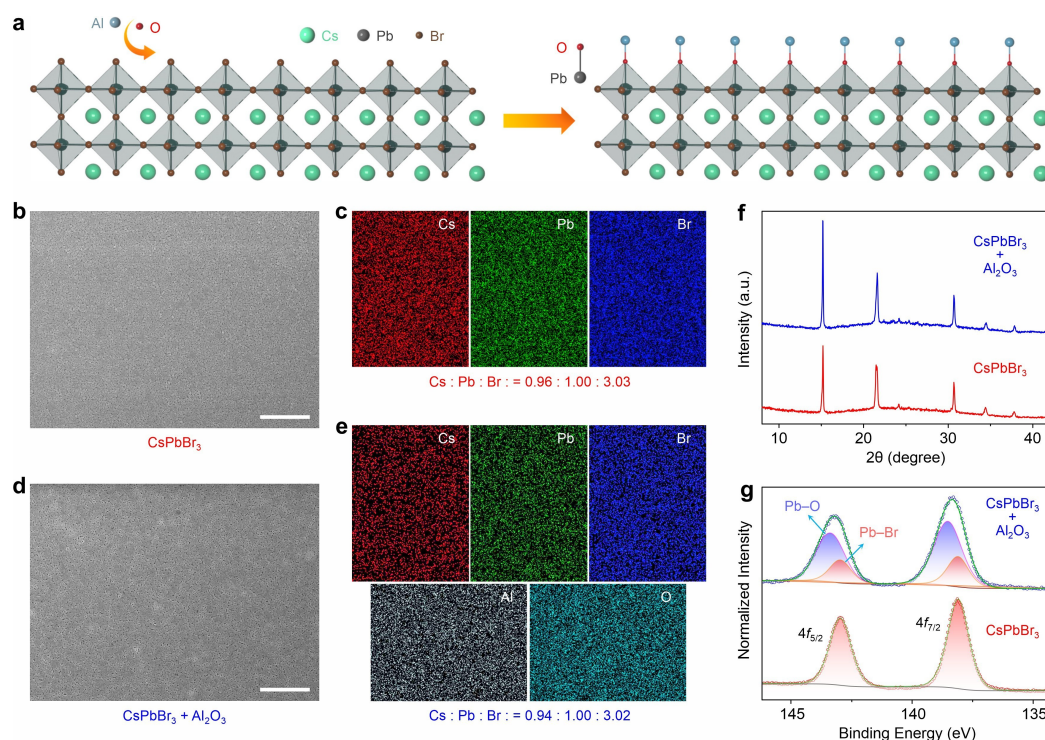 a
Al
O
Cs
Pb
Br
O
Pb
b
CsPbBr₃
c
Cs
Pb
Br
Cs : Pb : Br : = 0.96 : 1.00 : 3.03
d
CsPbBr₃ + Al₂O₃
e
Cs
Pb
Br
Al
O
Cs : Pb : Br : = 0.94 : 1.00 : 3.02
f
CsPbBr₃
+
Al₂O₃
CsPbBr₃
Intensity (a.u.)
10
20
30
40
2θ (degree)
g
Pb–O
Pb–Br
CsPbBr₃
+
Al₂O₃
4f₅/₂
4f₇/₂
CsPbBr₃
Normalized Intensity
145
140
135
Binding Energy (eV)